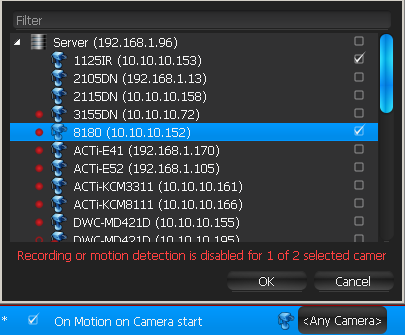 Filter
Server (192.168.1.96)
1125IR (10.10.10.153)
2105DN (192.168.1.13)
2115DN (10.10.10.158)
3155DN (10.10.10.72)
8180 (10.10.10.152)
ACTi-E41 (192.168.1.170)
ACTi-E52 (192.168.1.105)
ACTi-KCM3311 (10.10.10.161)
ACTi-KCM8111 (10.10.10.166)
DWC-MD421D (10.10.10.155)
DWC-MD421D (10.10.10.195)
Recording or motion detection is disabled for 1 of 2 selected camer
OK Cancel
* On Motion on Camera start <Any Camera>